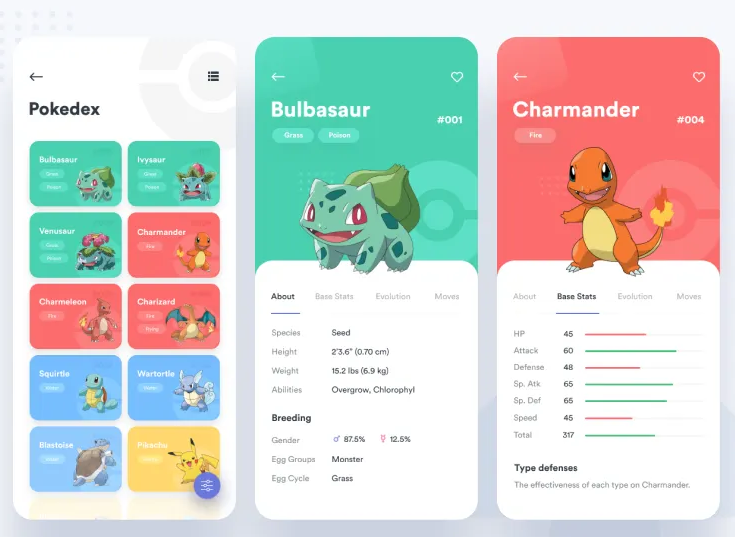 Pokedex
Bulbasaur
Grass
Poison
Ivysaur
Grass
Poison
Venusaur
Poison
Charmander
Fire
Charmeleon
Fire
Charizard
Fire
Flying
Squirtle
Water
Wartortle
Water
Blastoise
Water
Pikachu
Bulbasaur
#001
Grass
Poison
About
Base Stats
Evolution
Moves
Species Seed
Height 2'3.6" (0.70 cm)
Weight 15.2 lbs (6.9 kg)
Abilities Overgrow, Chlorophyl
Breeding
Gender ♂ 87.5% ♀ 12.5%
Egg Groups Monster
Egg Cycle Grass
Charmander
#004
Fire
About
Base Stats
Evolution
Moves
HP 45
Attack 60
Defense 48
Sp. Atk 65
Sp. Def 65
Speed 45
Total 317
Type defenses
The effectiveness of each type on Charmander.